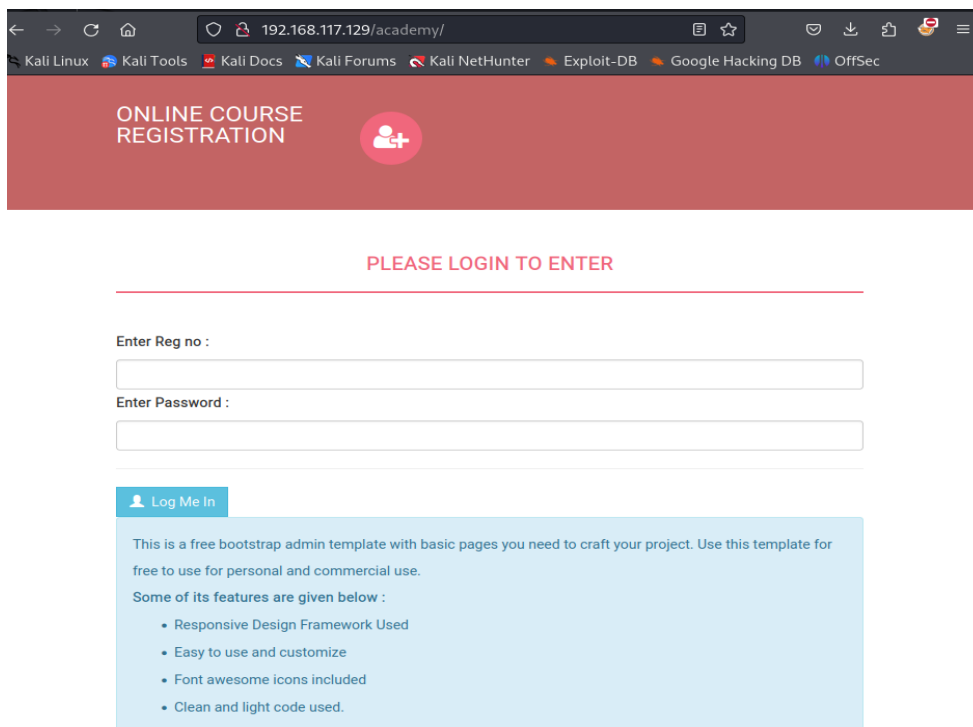 192.168.117.129/academy/
Kali Linux Kali Tools Kali Docs Kali Forums Kali NetHunter Exploit-DB Google Hacking DB OffSec
ONLINE COURSE
REGISTRATION
PLEASE LOGIN TO ENTER
Enter Reg no :
Enter Password :
Log Me In
This is a free bootstrap admin template with basic pages you need to craft your project. Use this template for
free to use for personal and commercial use.
Some of its features are given below :
• Responsive Design Framework Used
• Easy to use and customize
• Font awesome icons included
• Clean and light code used.